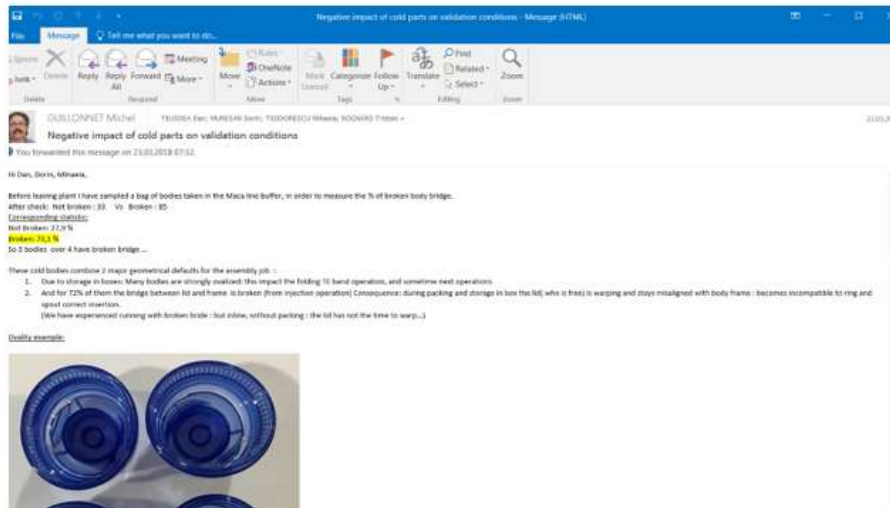 Negative impact of cold parts on validation conditions - Message (HTML)
File Message Tell me what you want to do...
Ignore
Junk Delete Reply Reply All Forward Meeting More
Move Rules OneNote Actions
Mark Unread Categorize Follow Up
Translate Find Related Select Zoom
Delete Respond Move Tags Editing Zoom
GUILLONNET Michel
Negative impact of cold parts on validation conditions
You forwarded this message on 23.03.2018 07:32.
Hi Dan, Dorin, Mihaela,
Before leaving plant I have sampled a bag of bodies taken in the Maca line buffer, in order to measure the % of broken body bridge.
After check: Not broken : 33 Vs Broken : 85
Corresponding statistic:
Not Broken: 27,9 %
Broken: 72,1 %
So 3 bodies over 4 have broken bridge ...
These cold bodies combine 2 major geometrical defaults for the assembly job :
1. Due to storage in boxes: Many bodies are strongly ovalized: this impact the folding TE band operation, and sometime next operations
2. And for 72% of them the bridge between lid and frame is broken (from injection operation) Consequence: during packing and storage in box the lid( who is free) is warping and stays misaligned with body frame : becomes incompatible to ring and
spout correct insertion.
(We have experienced running with broken bride : but inline, without packing : the lid has not the time to warp...)
Ovality example: